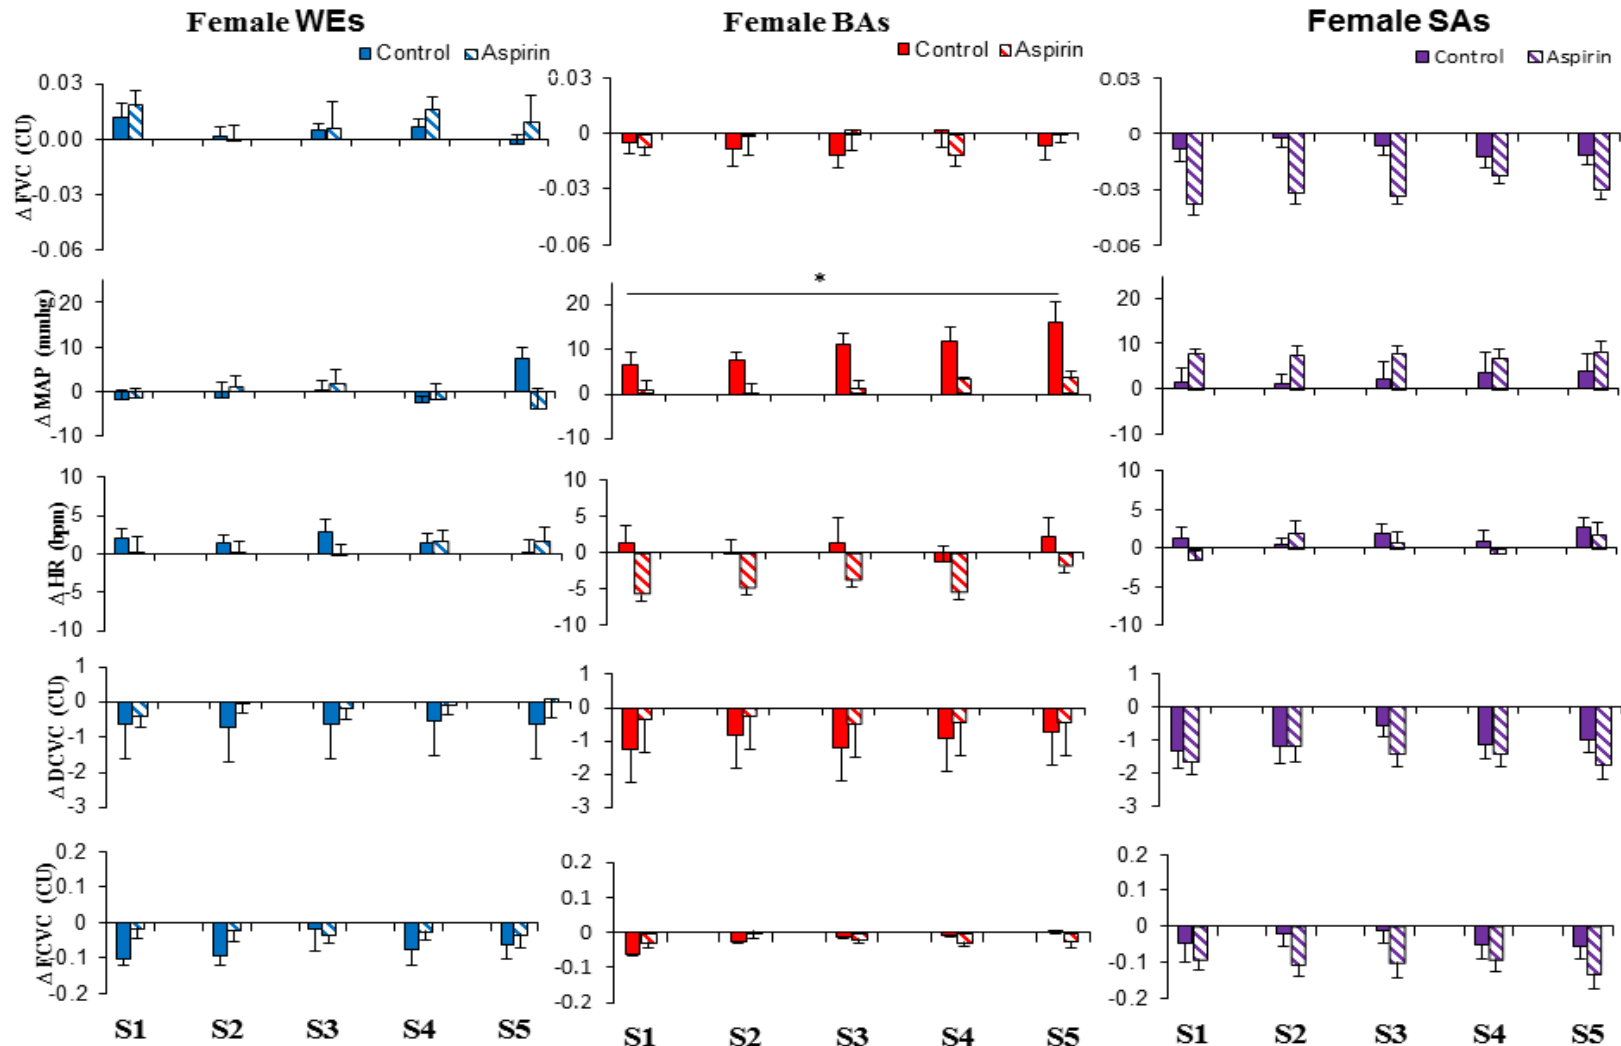 Female WEs Female BAs Female SAs
Control Aspirin Control Aspirin Control Aspirin
Δ FVC (CU)
0.03 0.03 0.03
0.00 0 0
-0.03 -0.03 -0.03
-0.06 -0.06 -0.06
*
Δ MAP (mmhg)
20 20 20
10 10 10
0 0 0
-10 -10 -10
Δ HR (bpm)
10 10 10
5 5 5
0 0 0
-5 -5 -5
-10 -10 -10
Δ DCVC (CU)
1 1 1
0 0 0
-1 -1 -1
-2 -2 -2
-3 -3 -3
Δ FCVC (CU)
0.2 0.2 0.2
0.1 0.1 0.1
0 0 0
-0.1 -0.1 -0.1
-0.2 -0.2 -0.2
S1 S2 S3 S4 S5 S1 S2 S3 S4 S5 S1 S2 S3 S4 S5